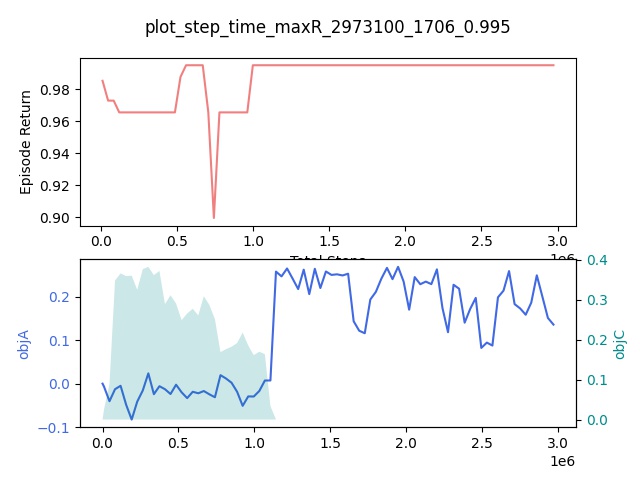 plot_step_time_maxR_2973100_1706_0.995
Episode Return
0.98
0.96
0.94
0.92
0.90
0.0 0.5 1.0 1.5 2.0 2.5 3.0
Total Steps 1e6
objA
0.2
0.1
0.0
−0.1
0.4
0.3
0.2
0.1
0.0
objC
0.0 0.5 1.0 1.5 2.0 2.5 3.0
1e6